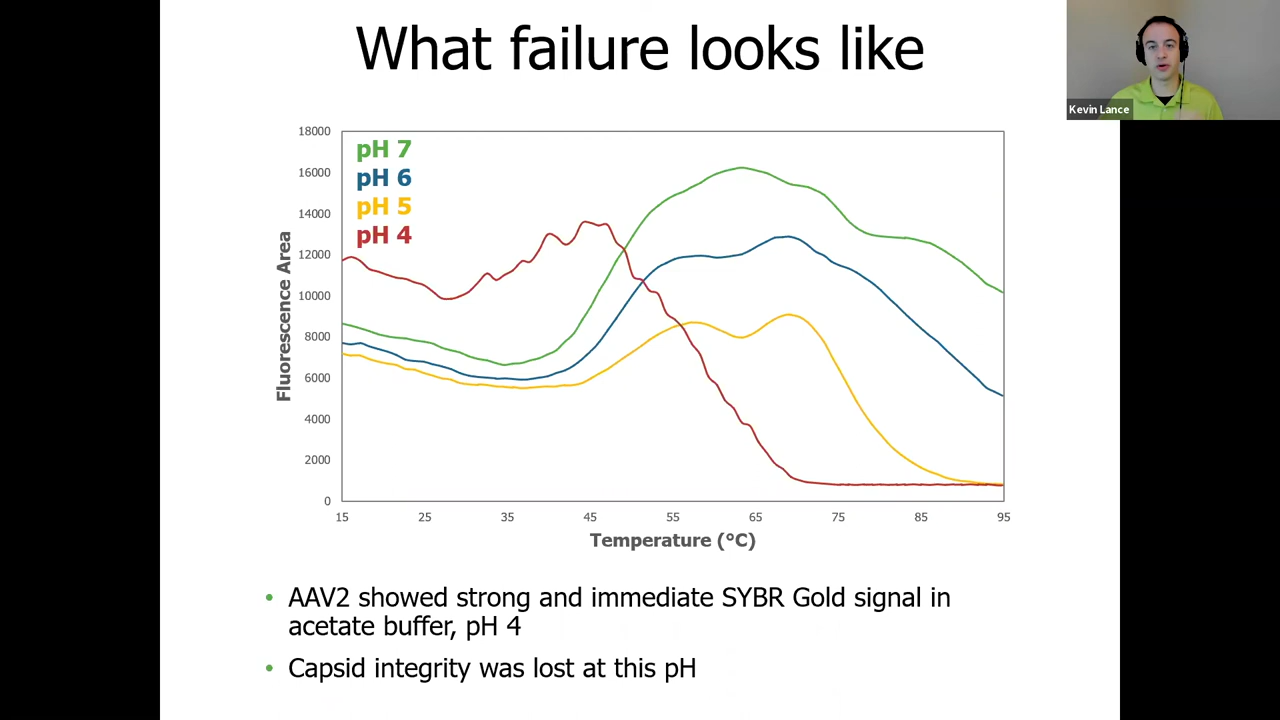 What failure looks like
Kevin Lance
18000
16000
14000
12000
10000
8000
6000
4000
2000
0
Fluorescence Area
pH 7
pH 6
pH 5
pH 4
15 25 35 45 55 65 75 85 95
Temperature (°C)
• AAV2 showed strong and immediate SYBR Gold signal in
acetate buffer, pH 4
• Capsid integrity was lost at this pH